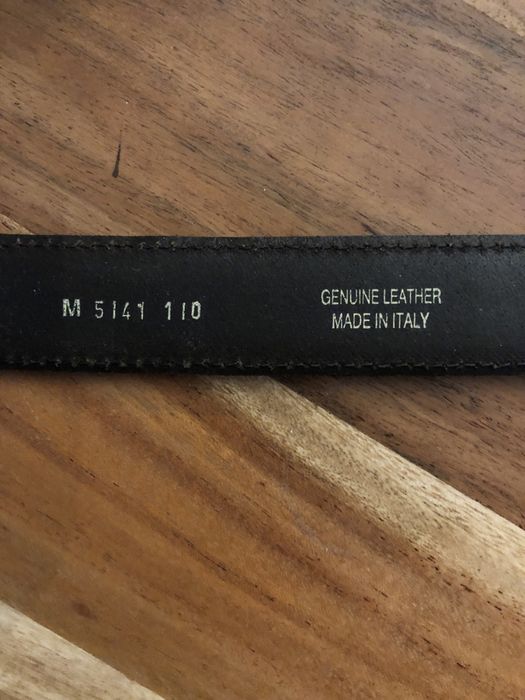 M 5141 110
GENUINE LEATHER
MADE IN ITALY